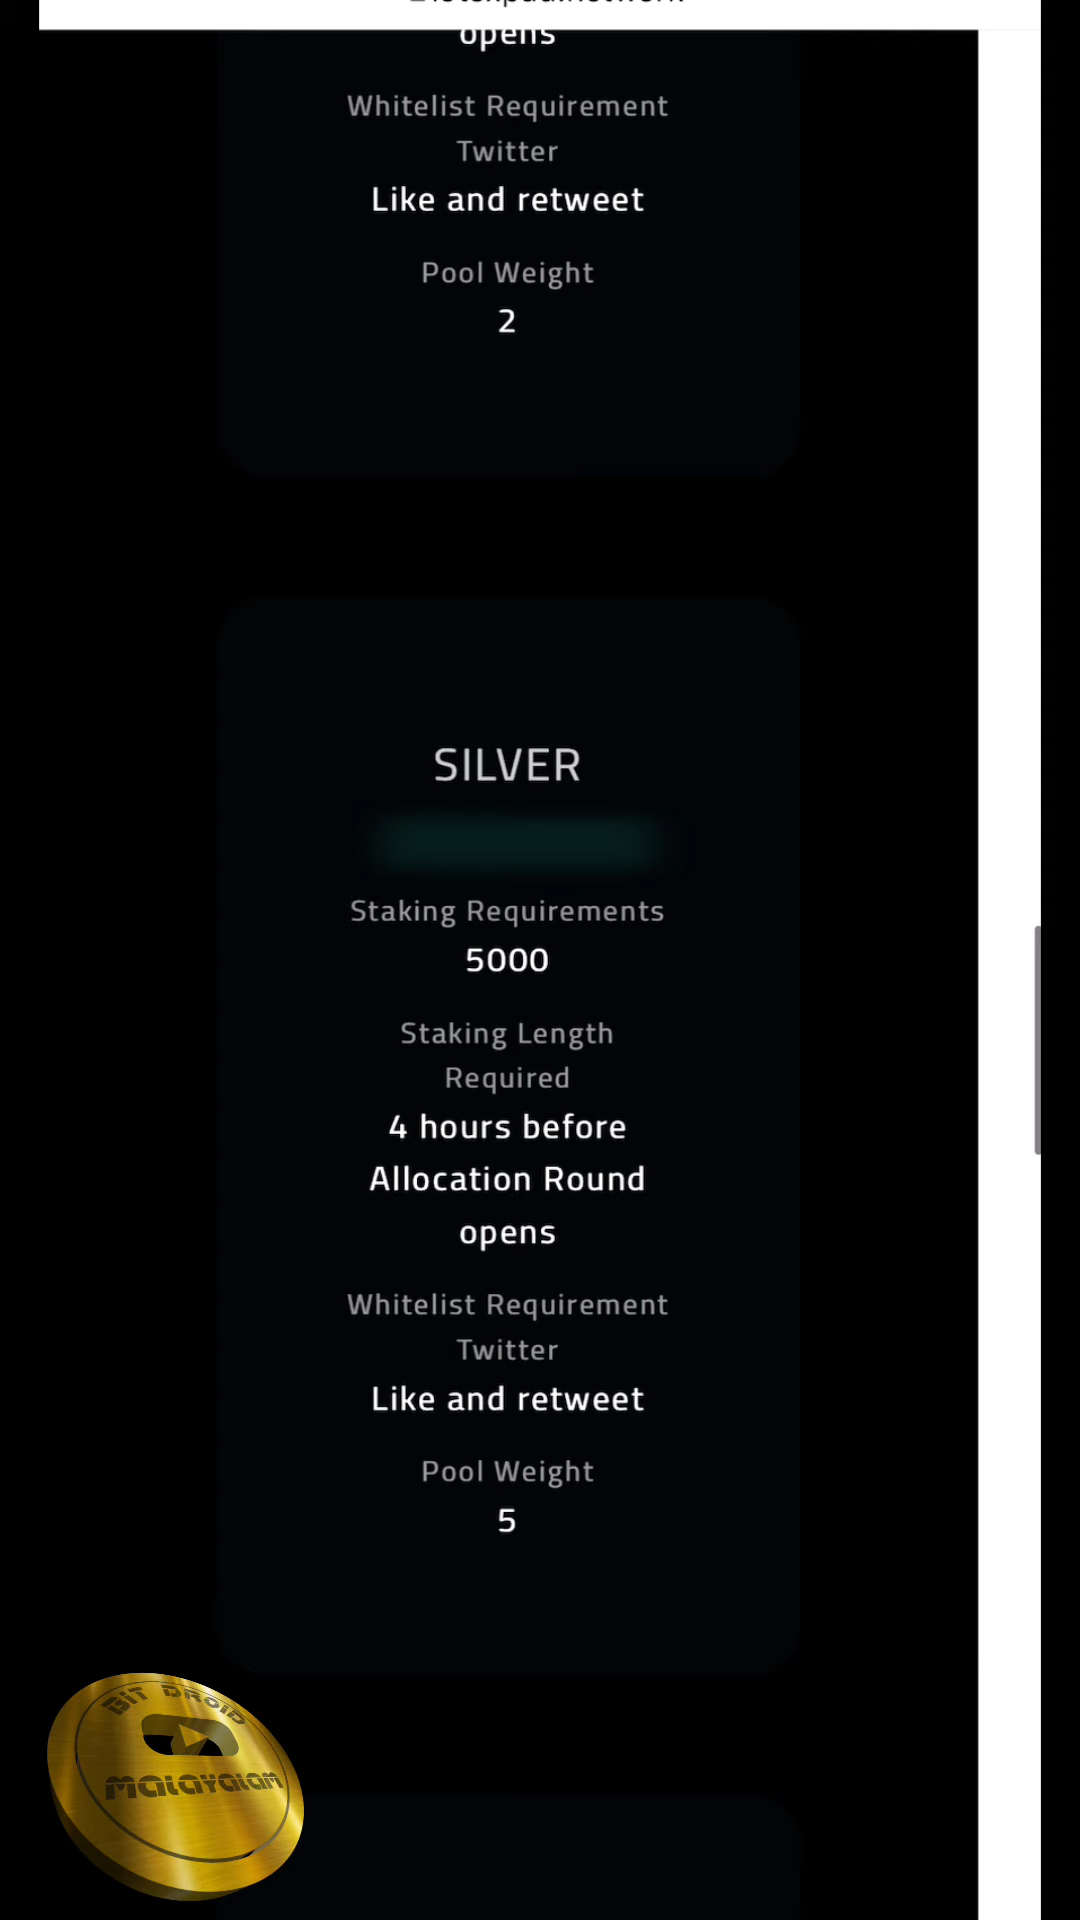 opens
Whitelist Requirement
Twitter
Like and retweet
Pool Weight
2
SILVER
Staking Requirements
5000
Staking Length
Required
4 hours before
Allocation Round
opens
Whitelist Requirement
Twitter
Like and retweet
Pool Weight
5
BIT DROID
MALAYALAM